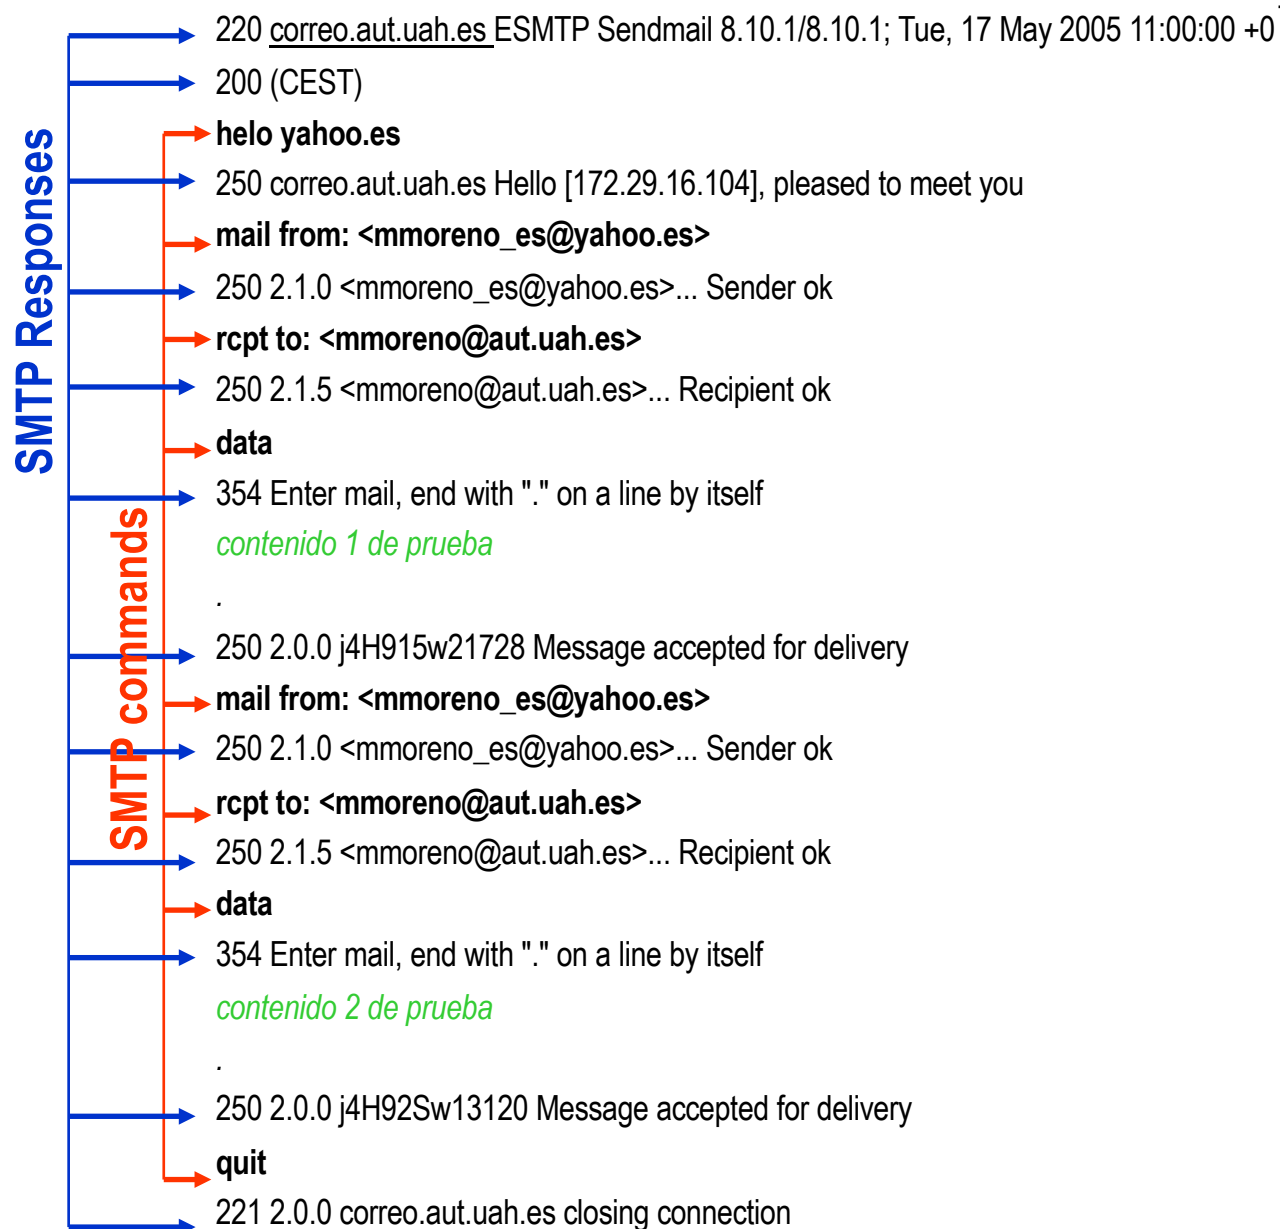 220 correo.aut.uah.es ESMTP Sendmail 8.10.1/8.10.1; Tue, 17 May 2005 11:00:00 +0
200 (CEST)
helo yahoo.es
250 correo.aut.uah.es Hello [172.29.16.104], pleased to meet you
mail from: <mmoreno_es@yahoo.es>
250 2.1.0 <mmoreno_es@yahoo.es>... Sender ok
rcpt to: <mmoreno@aut.uah.es>
250 2.1.5 <mmoreno@aut.uah.es>... Recipient ok
data
354 Enter mail, end with "." on a line by itself
contenido 1 de prueba
.
250 2.0.0 j4H915w21728 Message accepted for delivery
mail from: <mmoreno_es@yahoo.es>
250 2.1.0 <mmoreno_es@yahoo.es>... Sender ok
rcpt to: <mmoreno@aut.uah.es>
250 2.1.5 <mmoreno@aut.uah.es>... Recipient ok
data
354 Enter mail, end with "." on a line by itself
contenido 2 de prueba
.
250 2.0.0 j4H92Sw13120 Message accepted for delivery
quit
221 2.0.0 correo.aut.uah.es closing connection
SMTP Responses
SMTP commands